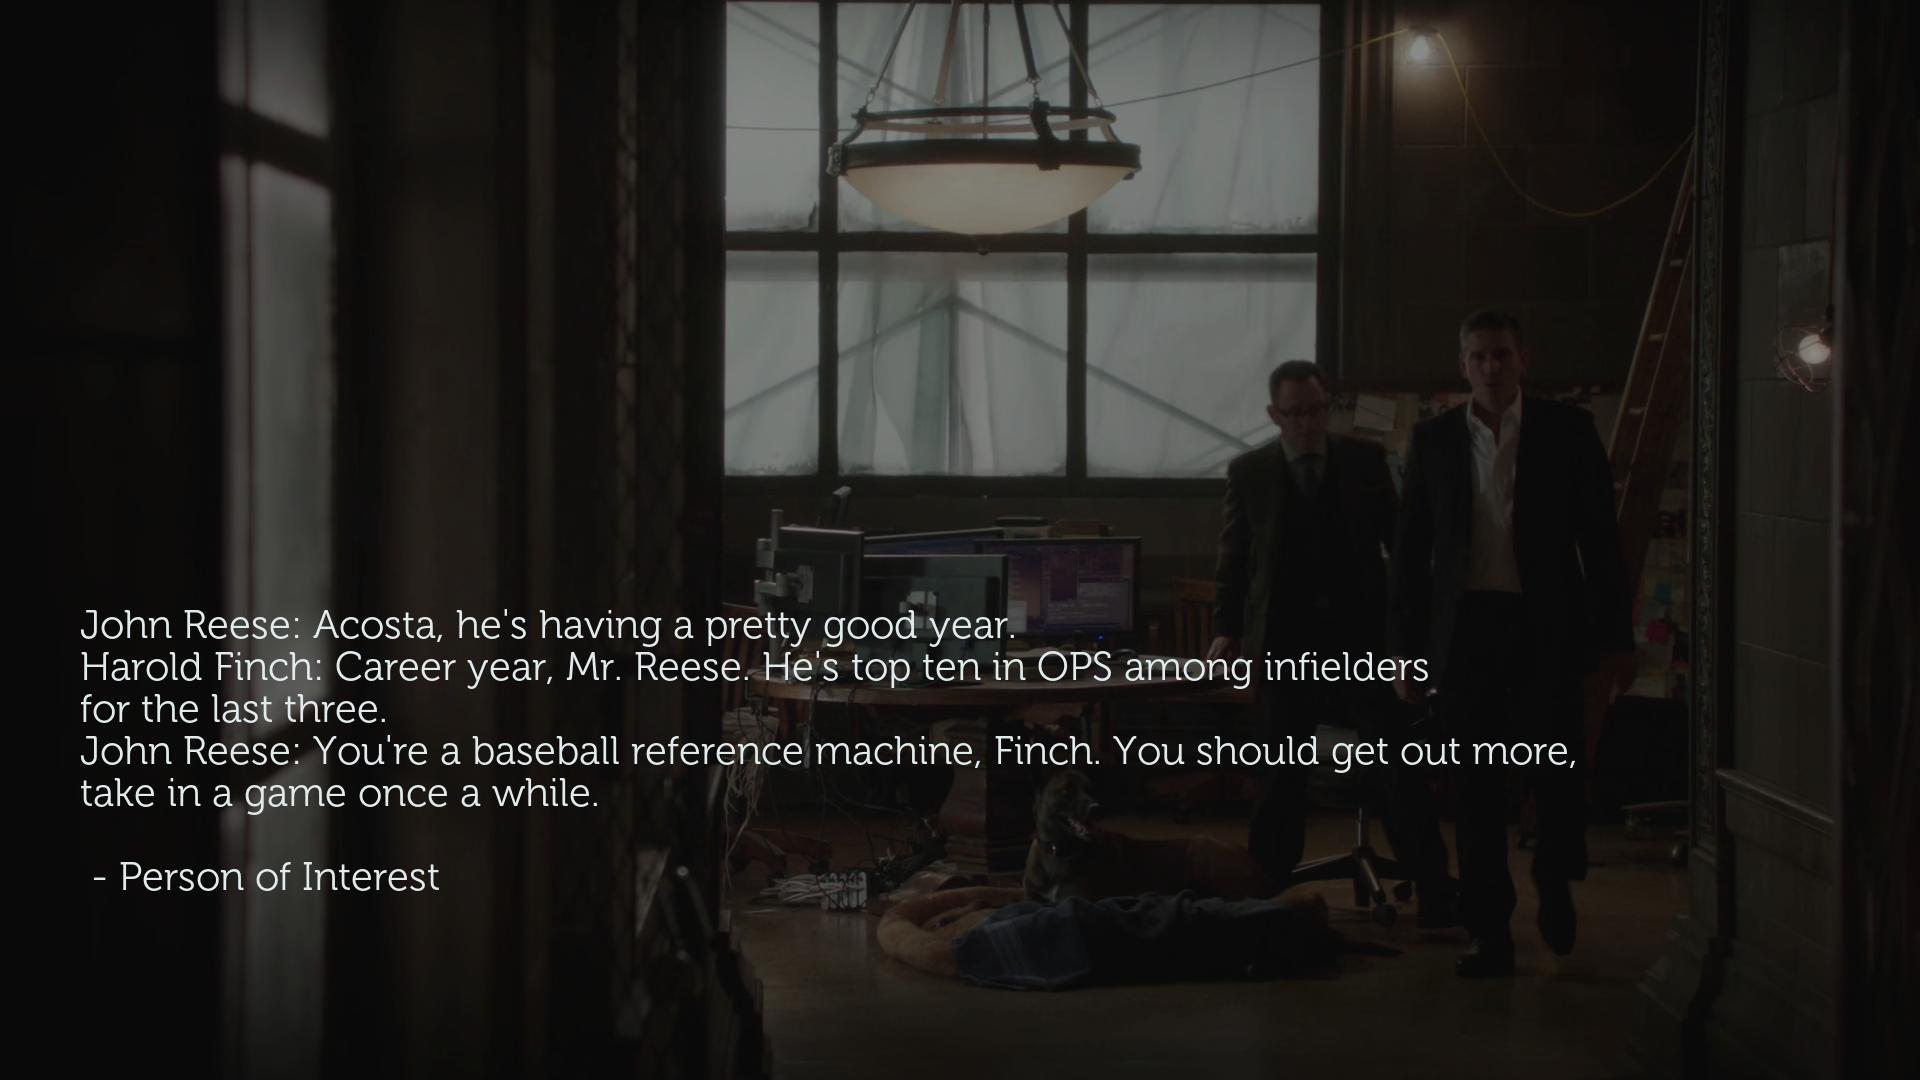 John Reese: Acosta, he's having a pretty good year.
Harold Finch: Career year, Mr. Reese. He's top ten in OPS among infielders
for the last three.
John Reese: You're a baseball reference machine, Finch. You should get out more,
take in a game once a while.
- Person of Interest